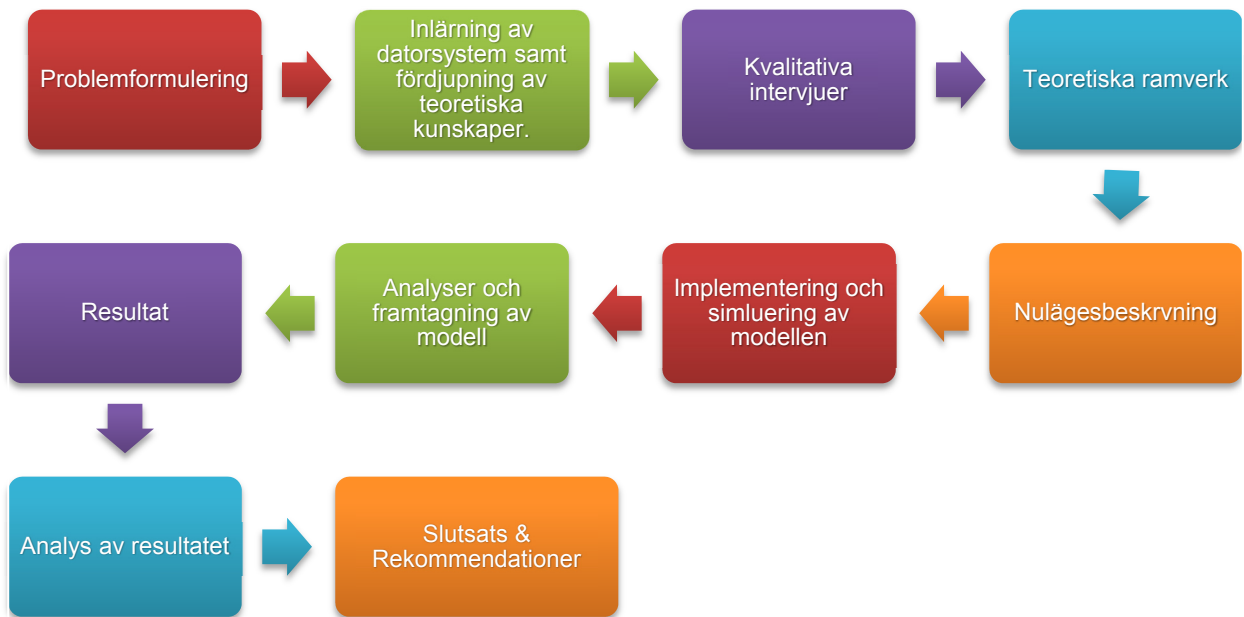 Problemformulering
Inlärning av
datorsystem samt
fördjupning av
teoretiska
kunskaper.
Kvalitativa
intervjuer
Teoretiska ramverk
Nulägesbeskrvning
Implementering och
simluering av
modellen
Analyser och
framtagning av
modell
Resultat
Analys av resultatet
Slutsats &
Rekommendationer